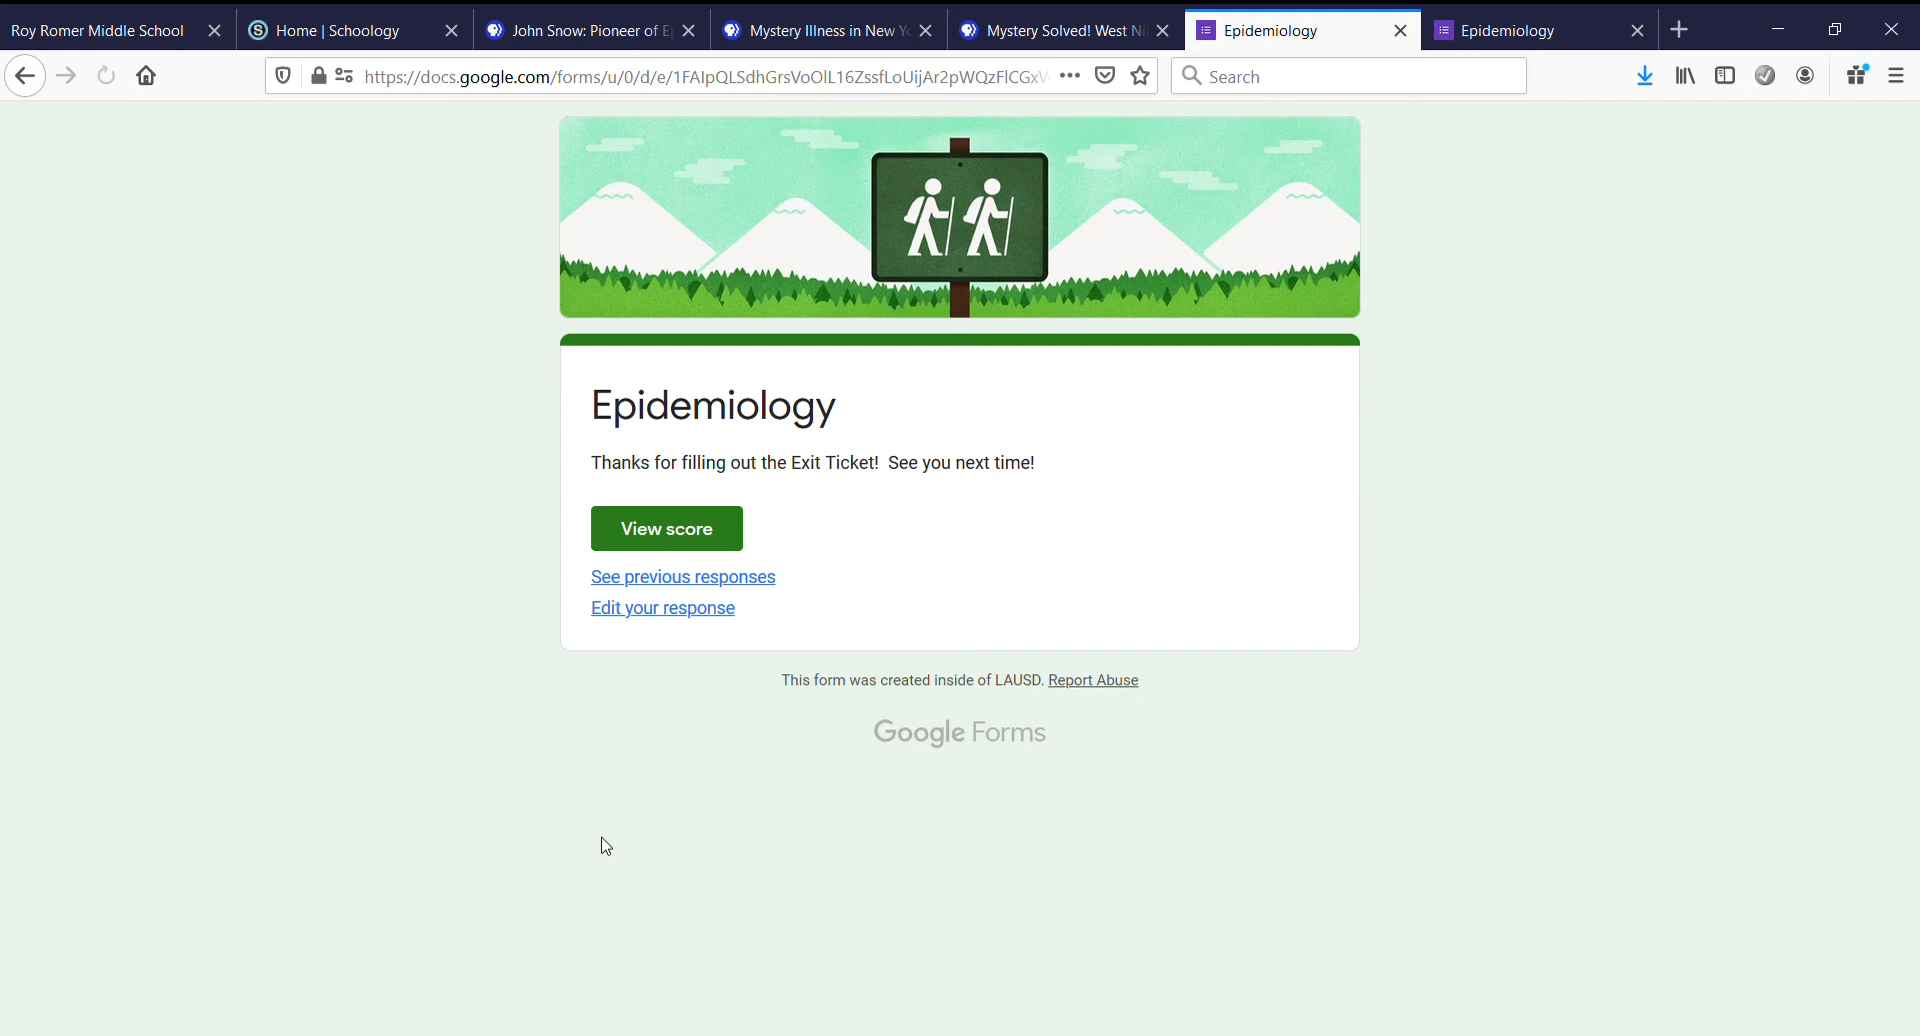 Roy Romer Middle School
Home | Schoology
John Snow: Pioneer of
Mystery Illness in New
Mystery Solved! West
Epidemiology
Epidemiology
https://docs.google.com/forms/u/0/d/e/1FAIpQLSdhGrsVoOlL16ZssfLoUijAr2pWQzFlCGxV
Search
Epidemiology
Thanks for filling out the Exit Ticket! See you next time!
View score
See previous responses
Edit your response
This form was created inside of LAUSD. Report Abuse
Google Forms